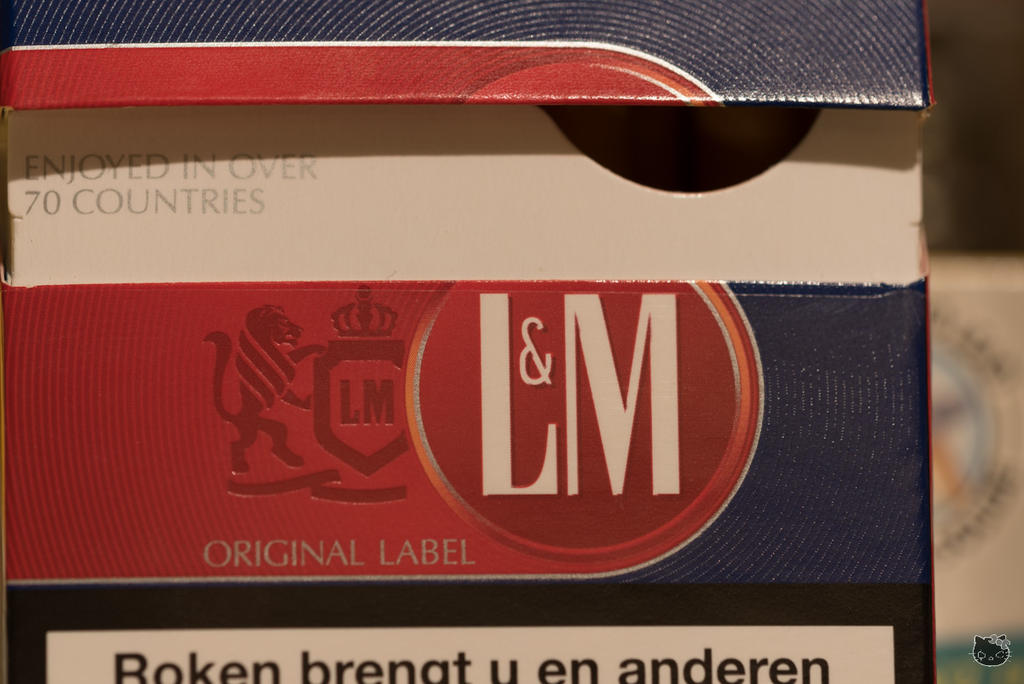 ENJOYED IN OVER
70 COUNTRIES
LM
L&M
ORIGINAL LABEL
Roken brengt u en anderen